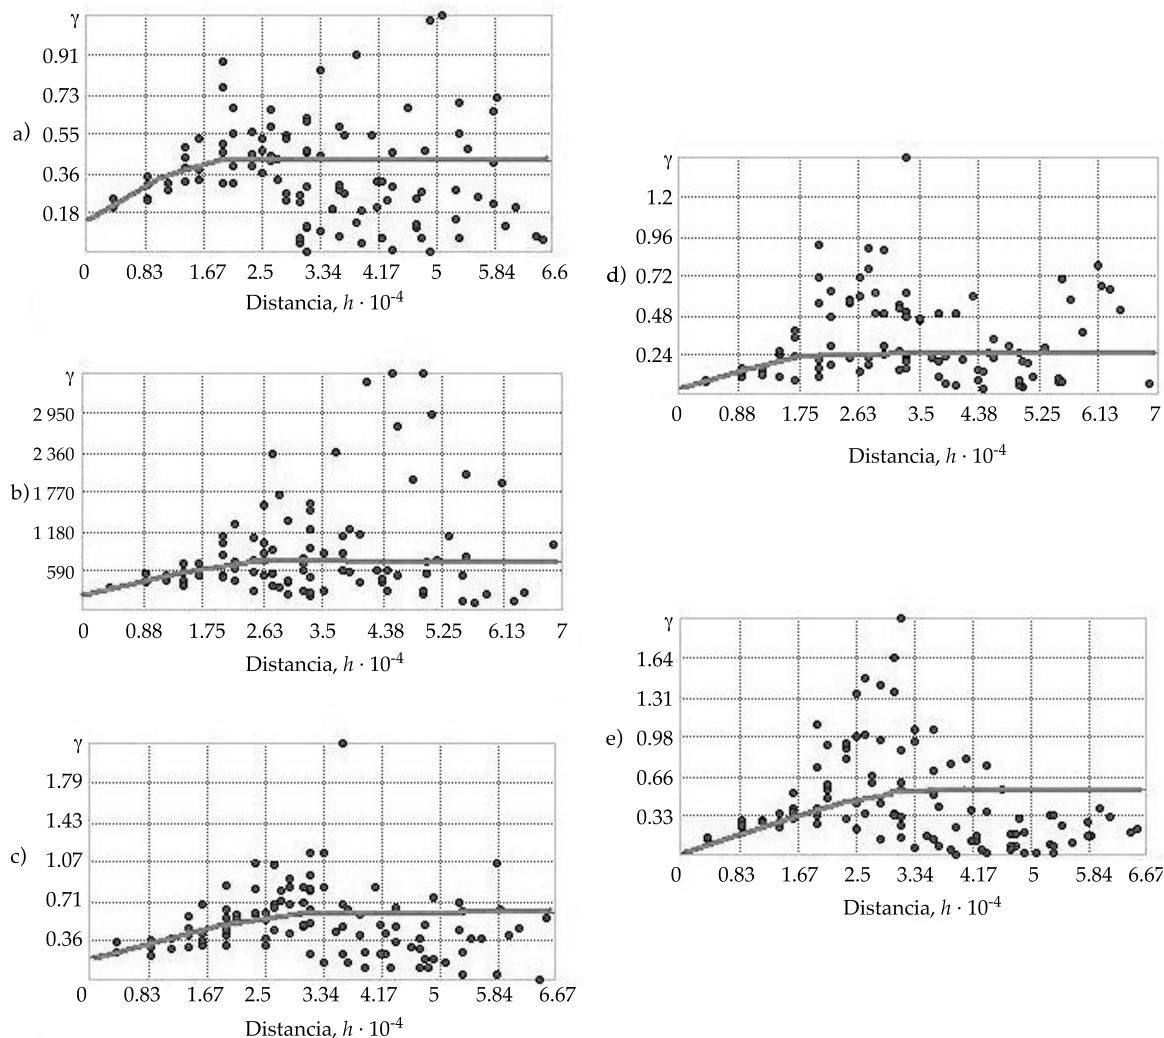 γ
0.91
0.73
a) 0.55
0.36
0.18
0 0.83 1.67 2.5 3.34 4.17 5 5.84 6.6
Distancia, h · 10-4
γ
2 950
2 360
b) 1 770
1 180
590
0 0.88 1.75 2.63 3.5 4.38 5.25 6.13 7
Distancia, h · 10-4
γ
1.79
1.43
c) 1.07
0.71
0.36
0 0.83 1.67 2.5 3.34 4.17 5 5.84 6.67
Distancia, h · 10-4
γ
1.2
0.96
d) 0.72
0.48
0.24
0 0.88 1.75 2.63 3.5 4.38 5.25 6.13 7
Distancia, h · 10-4
γ
1.64
1.31
e) 0.98
0.66
0.33
0 0.83 1.67 2.5 3.34 4.17 5 5.84 6.67
Distancia, h · 10-4